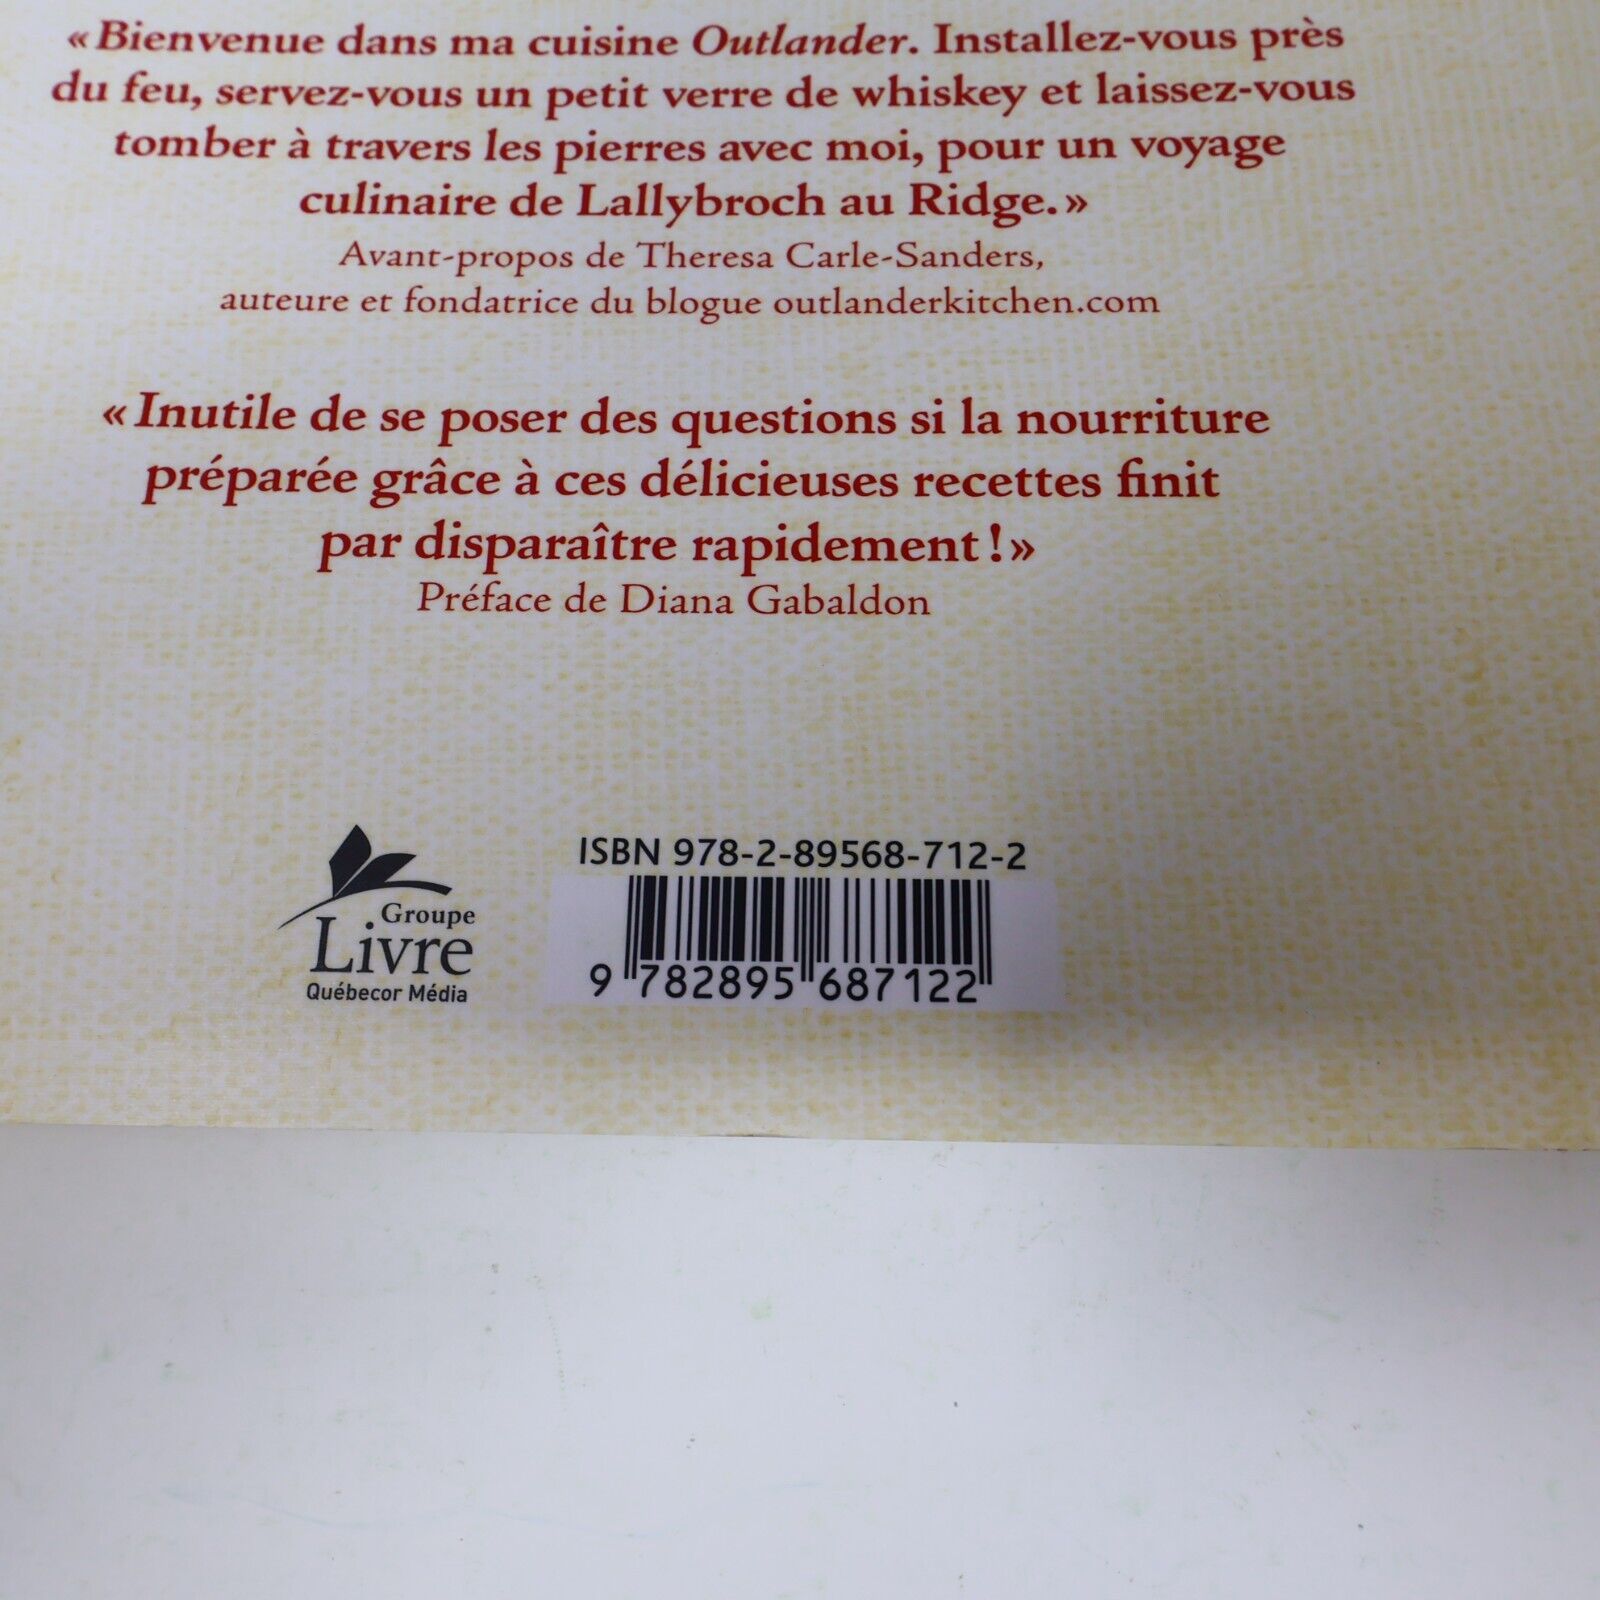 « Bienvenue dans ma cuisine Outlander. Installez-vous près
du feu, servez-vous un petit verre de whiskey et laissez-vous
tomber à travers les pierres avec moi, pour un voyage
culinaire de Lallybroch au Ridge. »
Avant-propos de Theresa Carle-Sanders,
auteure et fondatrice du blogue outlanderkitchen.com
« Inutile de se poser des questions si la nourriture
préparée grâce à ces délicieuses recettes finit
par disparaître rapidement ! »
Préface de Diana Gabaldon
Groupe
Livre
Québecor Média
ISBN 978-2-89568-712-2
9 782895 687122